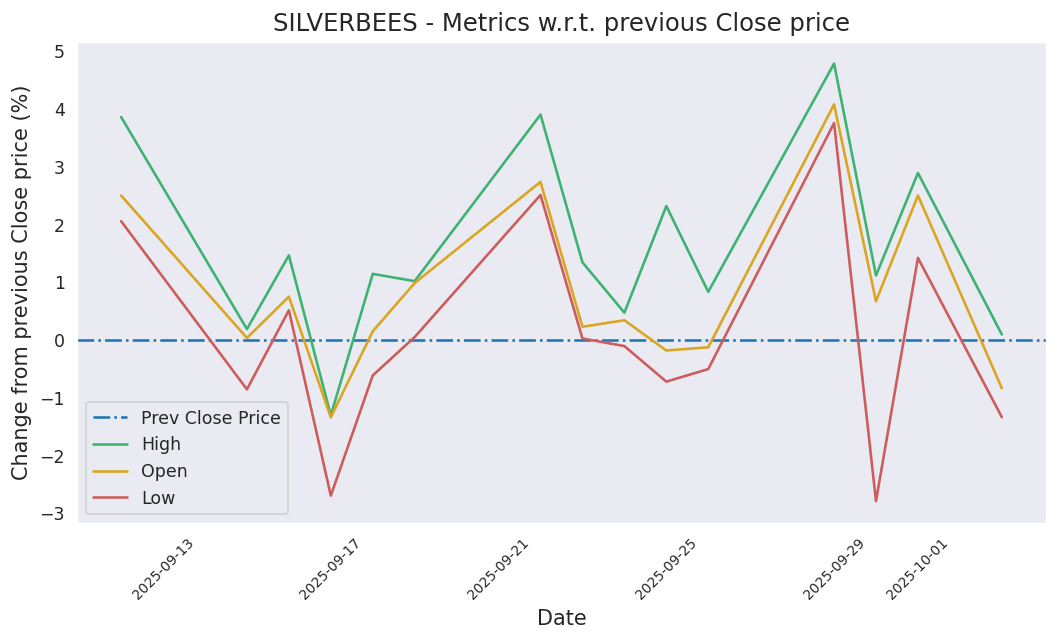 SILVERBEES - Metrics w.r.t. previous Close price
Change from previous Close price (%)
5
4
3
2
1
0
−1
−2
−3
Prev Close Price
High
Open
Low
2025-09-13
2025-09-17
2025-09-21
2025-09-25
2025-09-29
2025-10-01
Date